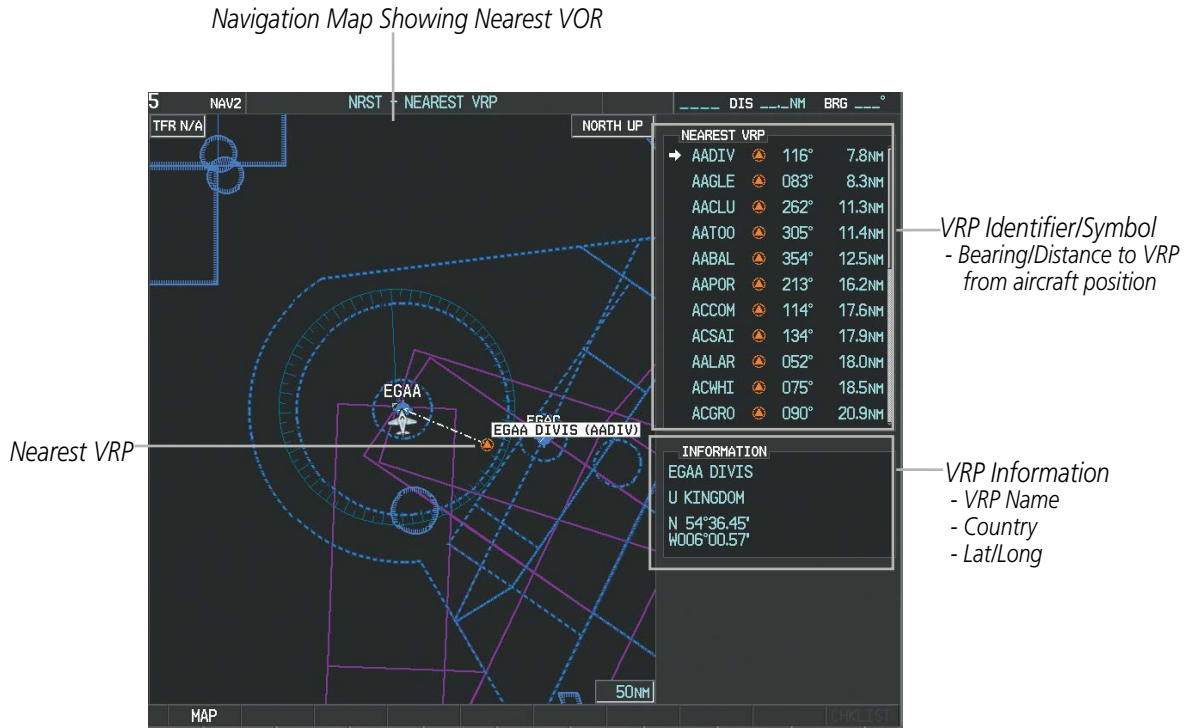 Navigation Map Showing Nearest VOR
5 NAV2 NRST - NEAREST VRP ____ DIS __._NM BRG ___°
TFR N/A
NORTH UP
NEAREST VRP
AADIV 116° 7.8NM
AAGLE 083° 8.3NM
AACLU 262° 11.3NM
AATOO 305° 11.4NM
AABAL 354° 12.5NM
AAPOR 213° 16.2NM
ACCOM 114° 17.6NM
ACSAI 134° 17.9NM
AALAR 052° 18.0NM
ACWHI 075° 18.5NM
ACGRO 090° 20.9NM
VRP Identifier/Symbol
- Bearing/Distance to VRP
from aircraft position
EGAA
EGAC
EGAA DIVIS (AADIV)
Nearest VRP
INFORMATION
EGAA DIVIS
U KINGDOM
N 54°36.45'
W006°00.57'
VRP Information
- VRP Name
- Country
- Lat/Long
50NM
MAP
CHKLIST